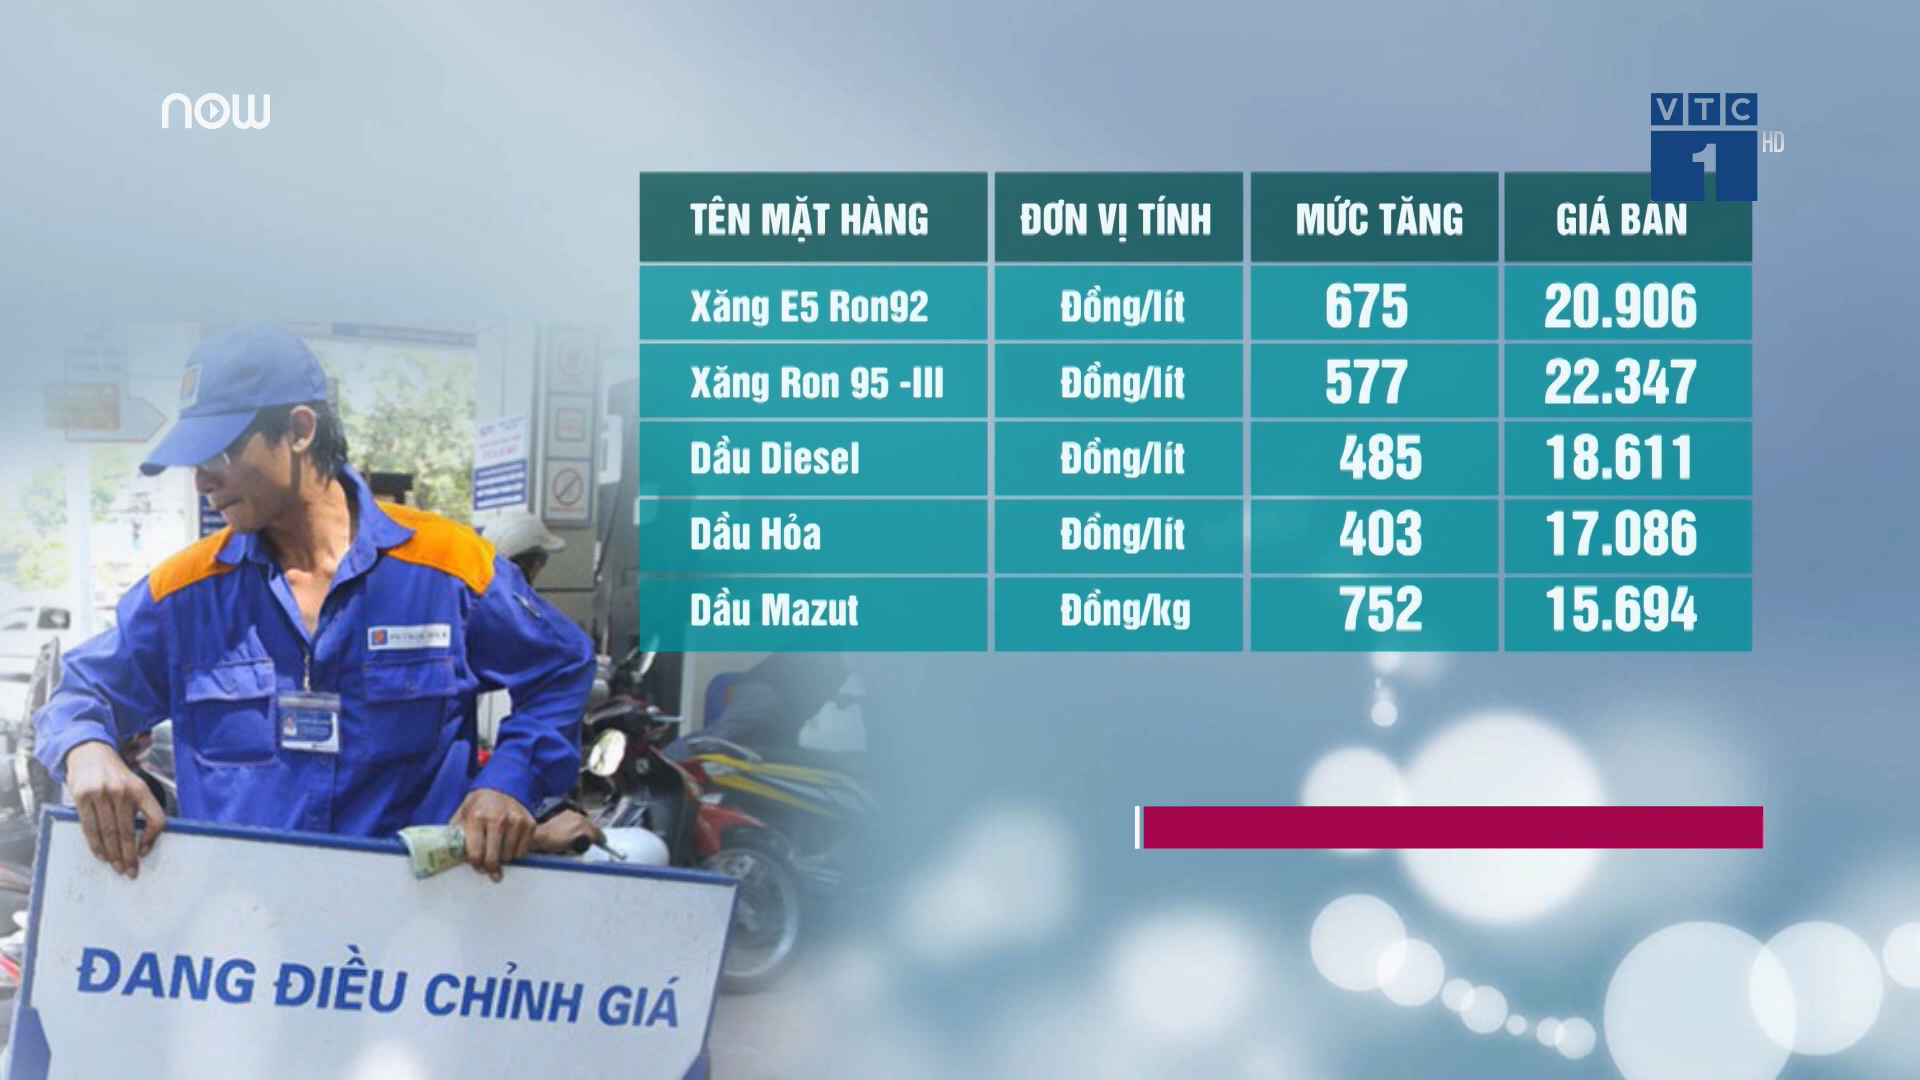 now
VTC
1 HD
TÊN MẶT HÀNG ĐƠN VỊ TÍNH MỨC TĂNG GIÁ BÁN
Xăng E5 Ron92 Đồng/lít 675 20.906
Xăng Ron 95 -III Đồng/lít 577 22.347
Dầu Diesel Đồng/lít 485 18.611
Dầu Hỏa Đồng/lít 403 17.086
Dầu Mazut Đồng/kg 752 15.694
ĐANG ĐIỀU CHỈNH GIÁ